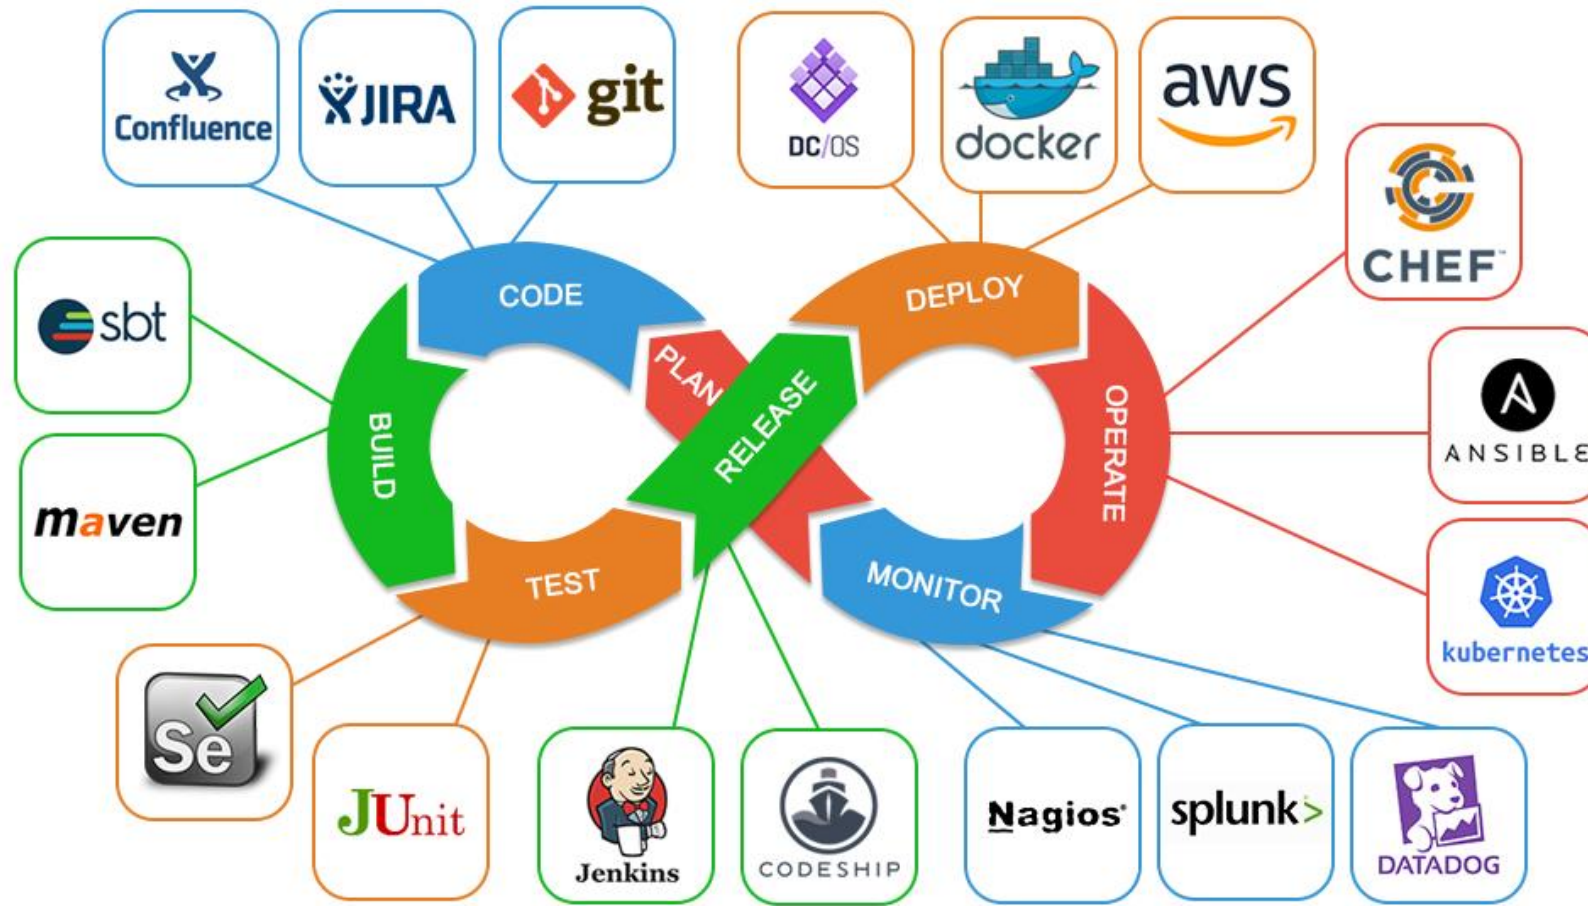 Confluence
JIRA
git
DC/OS
docker
aws
CHEF™
sbt
CODE
DEPLOY
PLAN
RELEASE
BUILD
OPERATE
ANSIBLE
maven
TEST
MONITOR
kubernetes
Se
JUnit
Jenkins
CODESHIP
Nagios®
splunk>
DATADOG